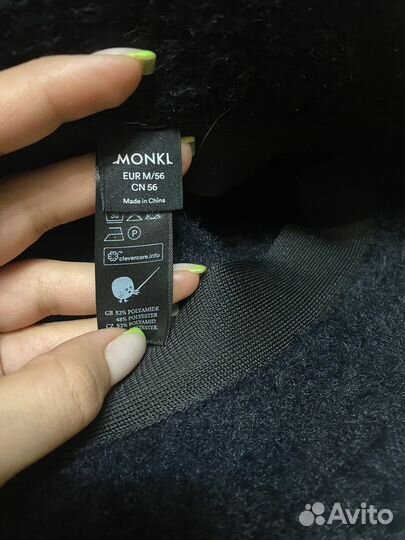 MONKI
EUR M/56
CN 56
Made in China
30
P
clevercare.info
GB 52% POLYAMIDE
48% POLYESTER
CZ 52% POLYAMID
Avito